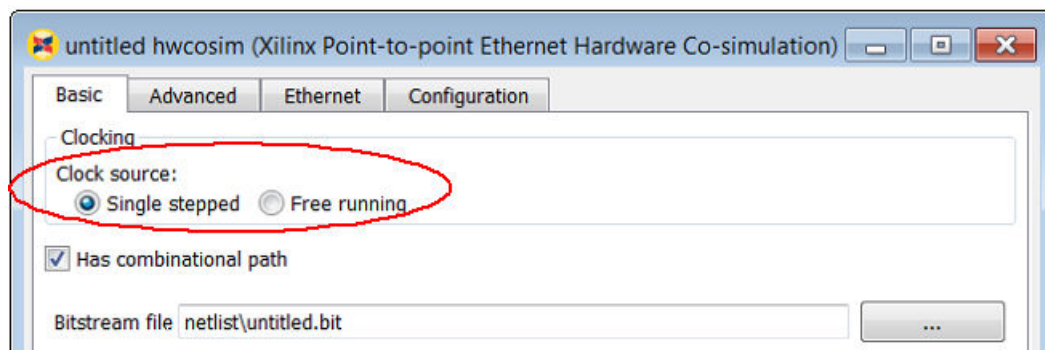 untitled hwcosim (Xilinx Point-to-point Ethernet Hardware Co-simulation)
Basic Advanced Ethernet Configuration
Clocking
Clock source:
Single stepped Free running
Has combinational path
Bitstream file netlist\untitled.bit ...